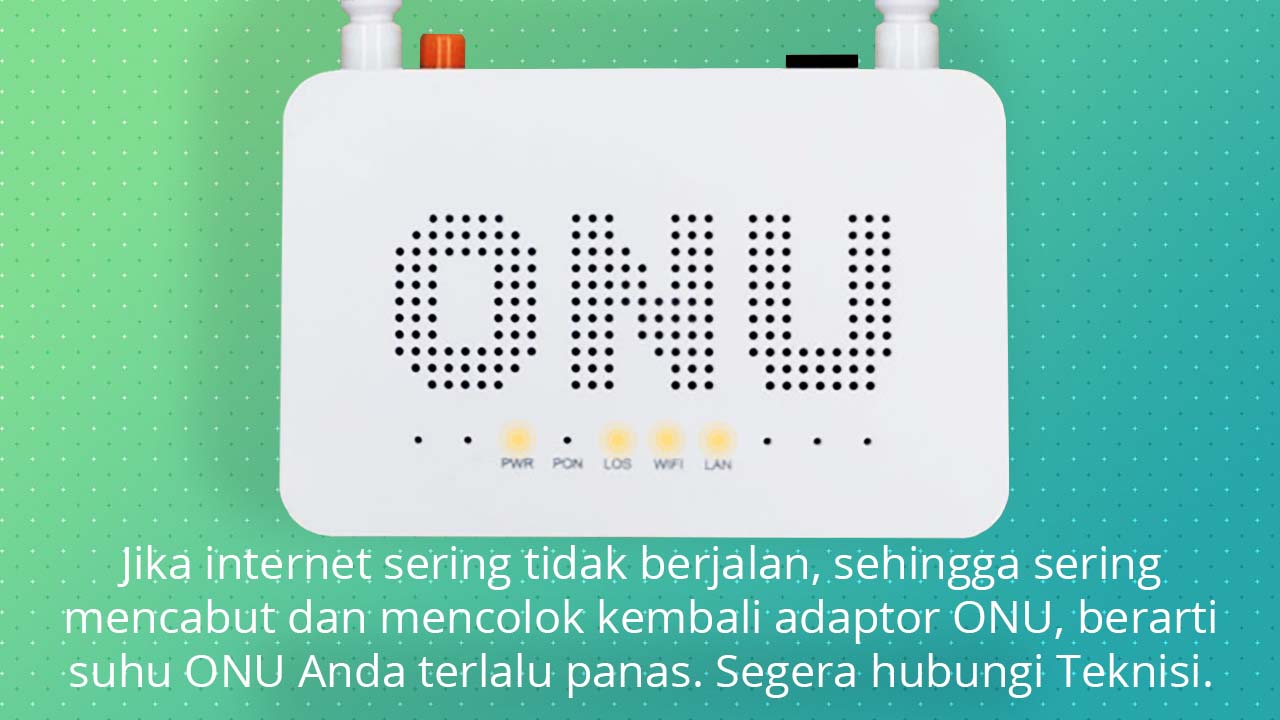 ONU
PWR PON LOS WIFI LAN
Jika internet sering tidak berjalan, sehingga sering
mencabut dan mencolok kembali adaptor ONU, berarti
suhu ONU Anda terlalu panas. Segera hubungi Teknisi.